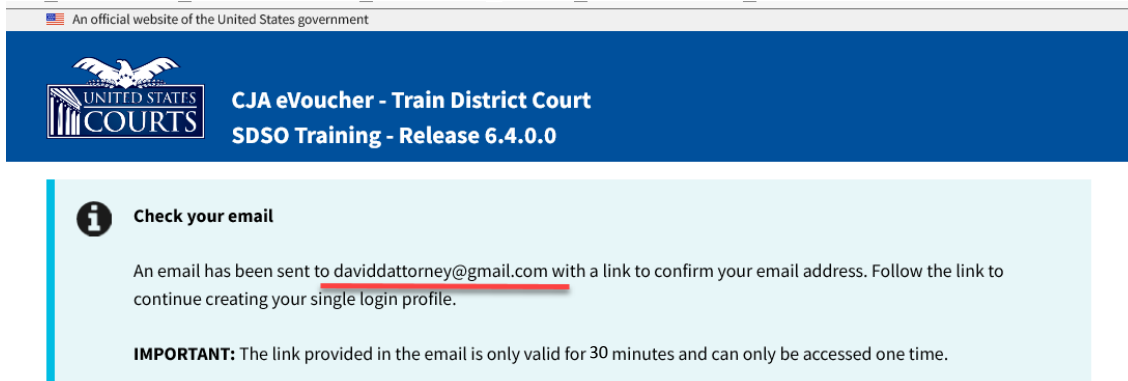 An official website of the United States government
UNITED STATES
COURTS
CJA eVoucher - Train District Court
SDSO Training - Release 6.4.0.0
Check your email
An email has been sent to daviddattorney@gmail.com with a link to confirm your email address. Follow the link to
continue creating your single login profile.
IMPORTANT: The link provided in the email is only valid for 30 minutes and can only be accessed one time.